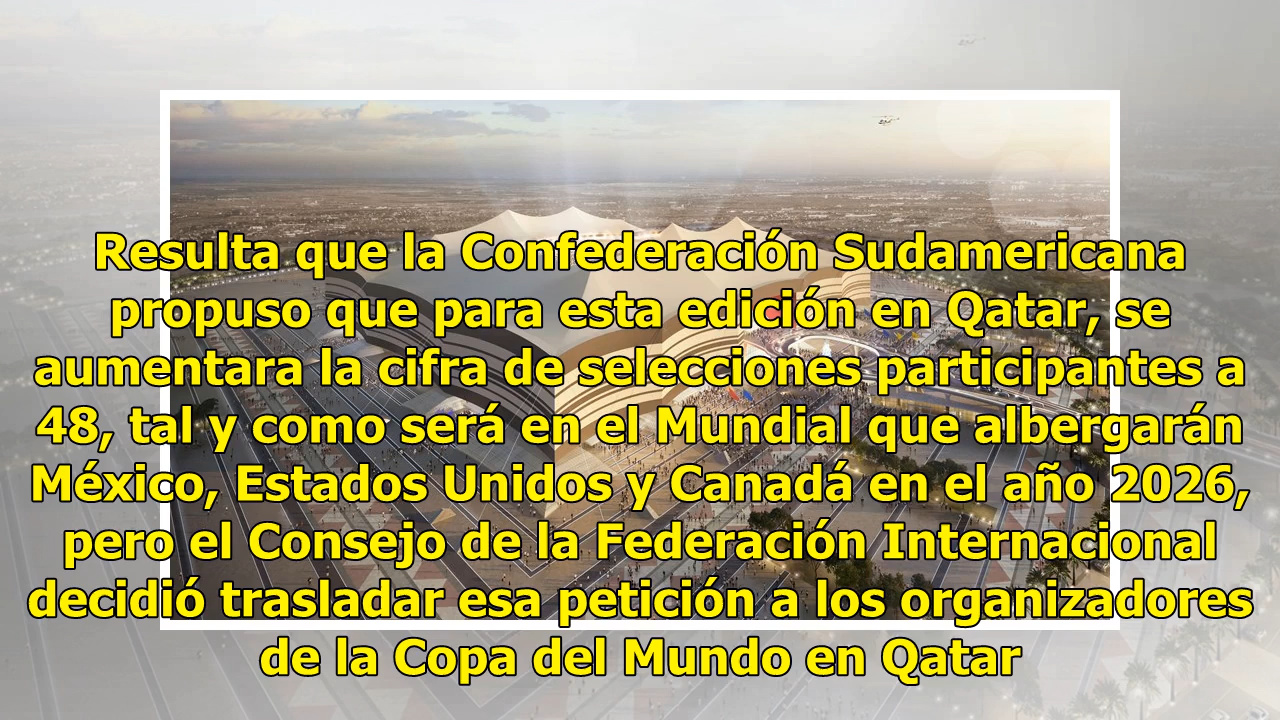 Resulta que la Confederación Sudamericana
propuso que para esta edición en Qatar, se
aumentara la cifra de selecciones participantes a
48, tal y como será en el Mundial que albergarán
México, Estados Unidos y Canadá en el año 2026,
pero el Consejo de la Federación Internacional
decidió trasladar esa petición a los organizadores
de la Copa del Mundo en Qatar